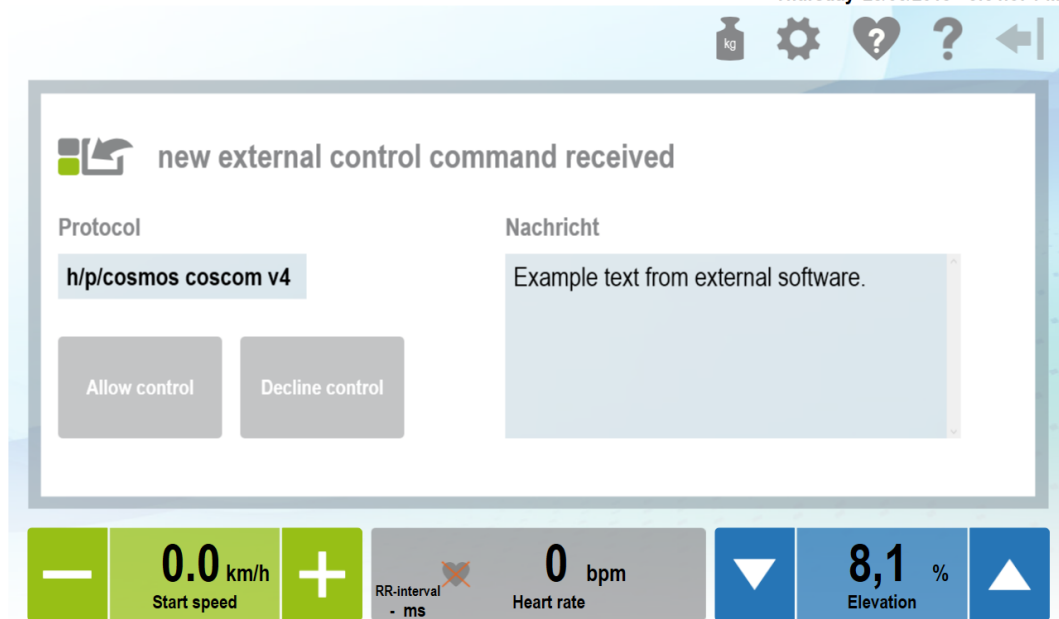 kg
?
?
new external control command received
Protocol
Nachricht
h/p/cosmos coscom v4
Example text from external software.
Allow control
Decline control
0.0 km/h
Start speed
RR-interval
- ms
0 bpm
Heart rate
8,1 %
Elevation